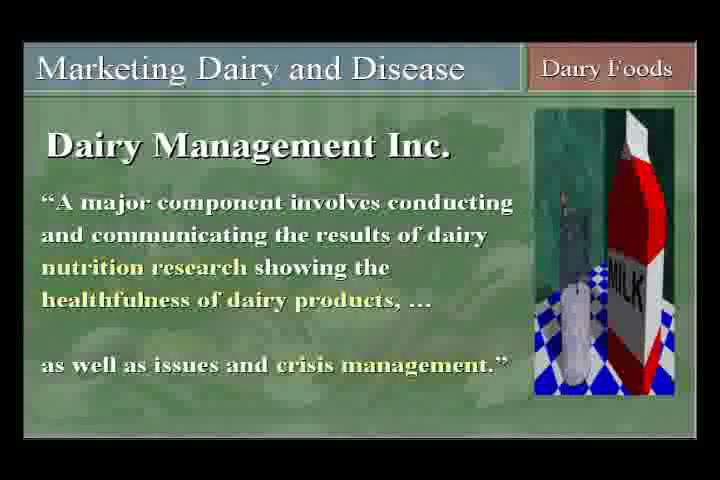 Marketing Dairy and Disease
Dairy Foods
Dairy Management Inc.
“A major component involves conducting
and communicating the results of dairy
nutrition research showing the
healthfulness of dairy products, ...
as well as issues and crisis management.”
MILK